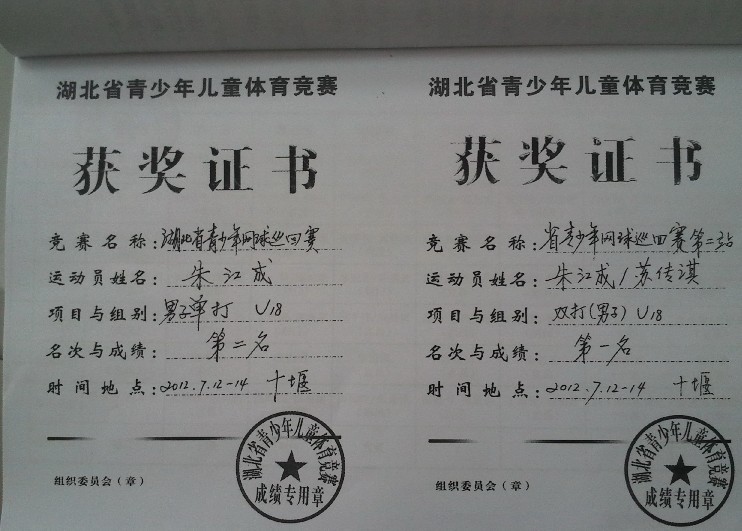 湖北省青少年儿童体育竞赛
获奖证书
竞赛名称:湖北省青少年网球巡回赛
运动员姓名:朱江成
项目与组别:男子单打 U18
名次与成绩:第二名
时间地点:2012.7.12-14 十堰
组织委员会(章)
湖北省青少年儿童体育竞赛
成绩专用章
湖北省青少年儿童体育竞赛
获奖证书
竞赛名称:省青少年网球巡回赛第二站
运动员姓名:朱江成/苏传淇
项目与组别:双打(男子)U18
名次与成绩:第一名
时间地点:2012.7.12-14 十堰
组织委员会(章)
湖北省青少年儿童体育竞赛
成绩专用章